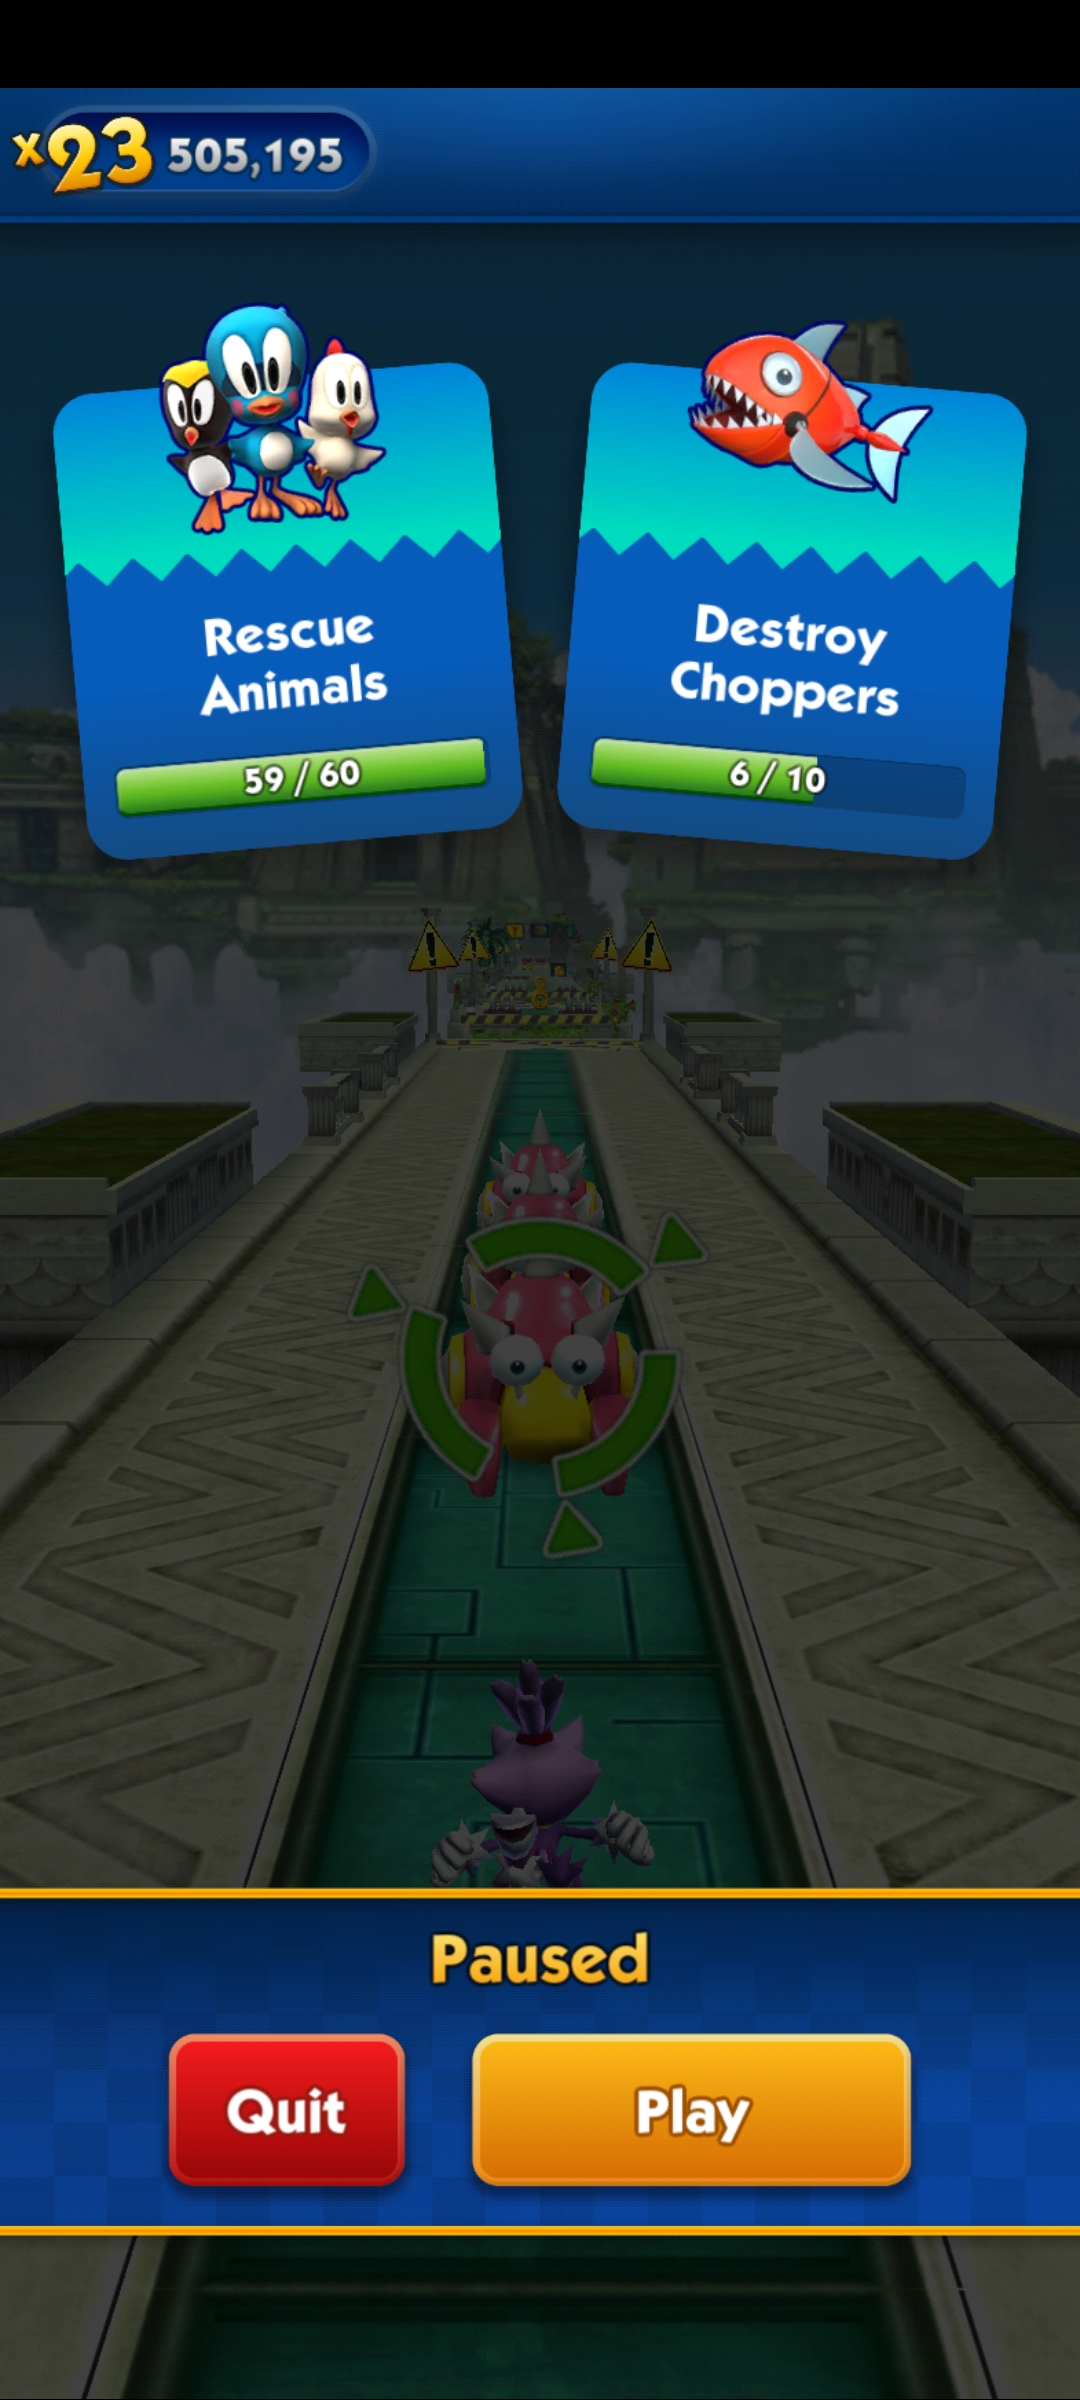 x23 505,195
Rescue
Animals
59 / 60
Destroy
Choppers
6 / 10
Paused
Quit
Play